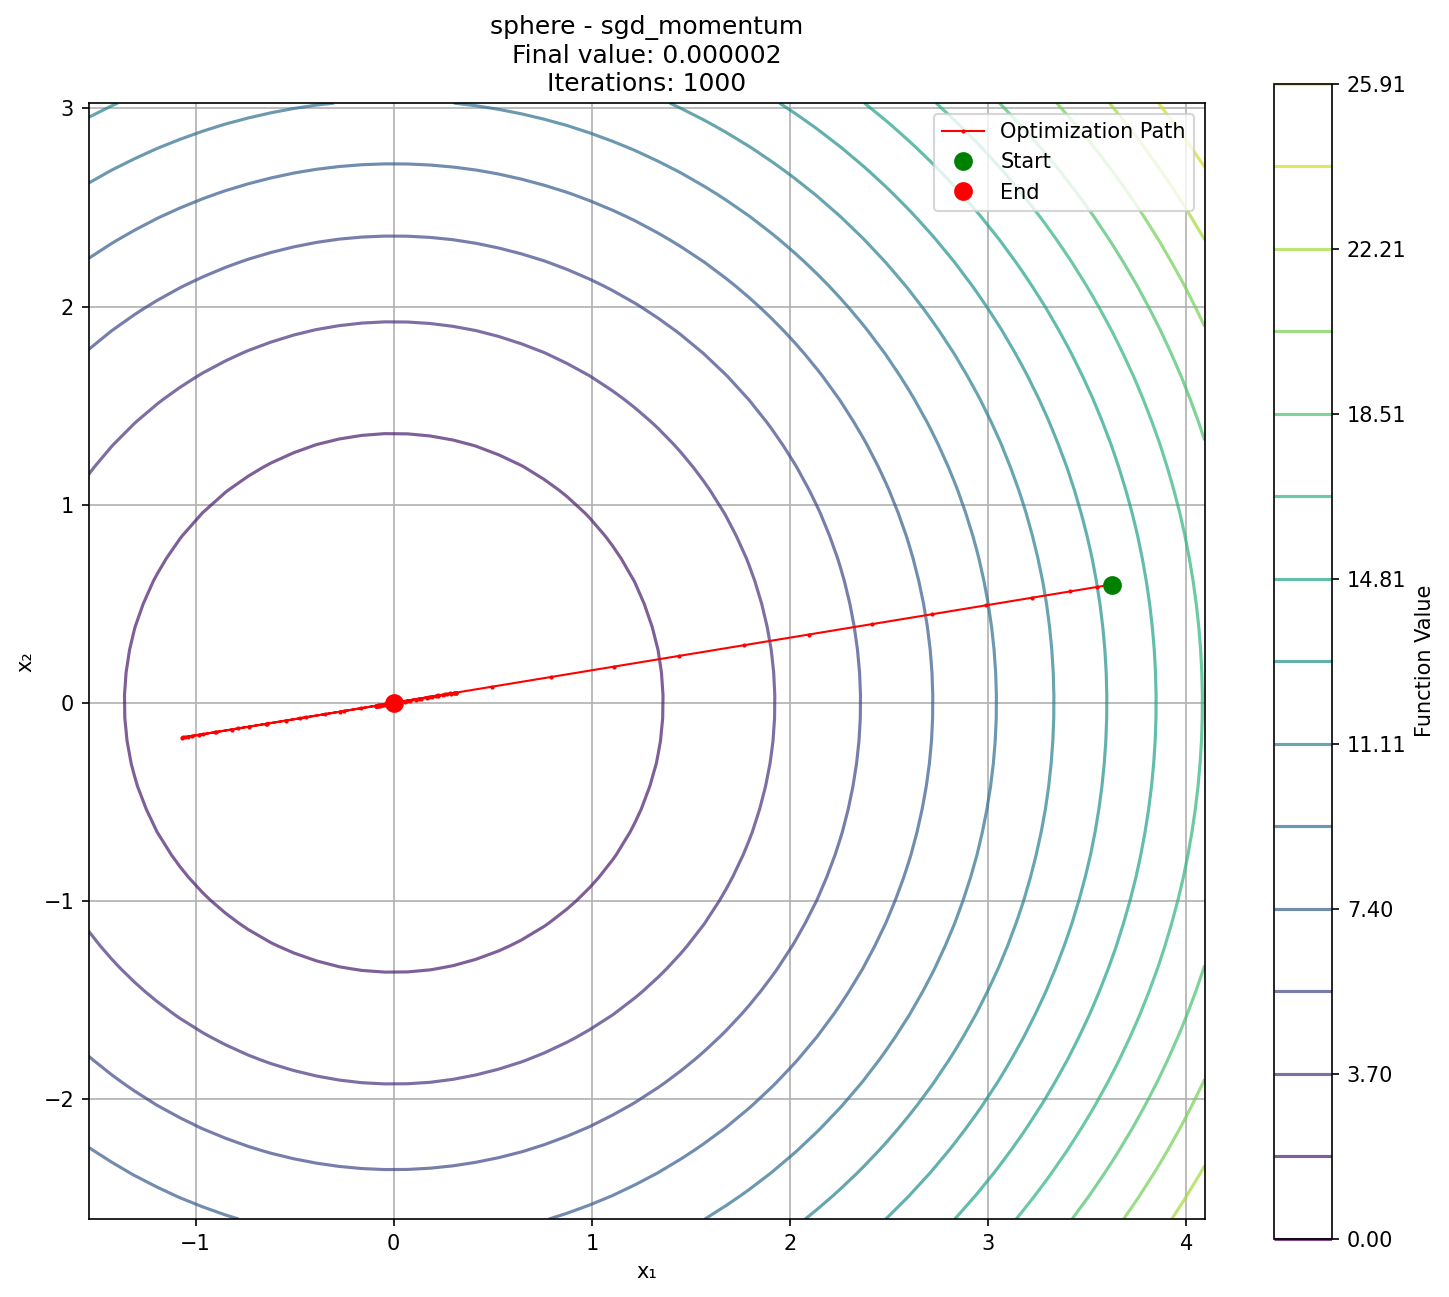 sphere - sgd_momentum
Final value: 0.000002
Iterations: 1000
Optimization Path
Start
End
3
2
1
0
−1
−2
x₂
−1
0
1
2
3
4
x₁
25.91
22.21
18.51
14.81
11.11
7.40
3.70
0.00
Function Value